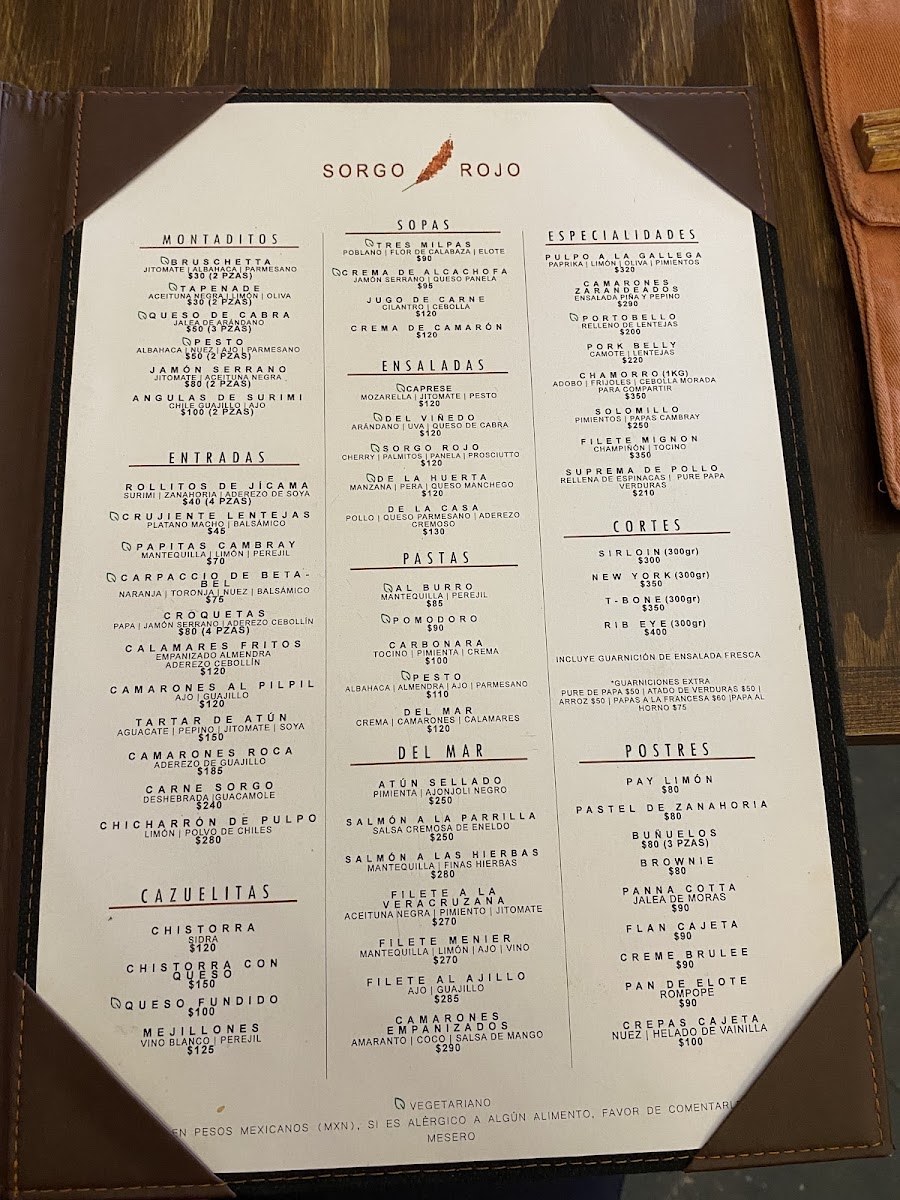 SORGO ROJO
MONTADITOS
BRUSCHETTA
JITOMATE | ALBAHACA | PARMESANO
$30 (2 PZAS)
TAPENADE
ACEITUNA NEGRA | LIMÓN | OLIVA
$30 (2 PZAS)
QUESO DE CABRA
JALEA DE ARÁNDANO
$50 (3 PZAS)
PESTO
ALBAHACA | NUEZ | AJO | PARMESANO
$50 (2 PZAS)
JAMÓN SERRANO
JITOMATE | ACEITUNA NEGRA
$80 (2 PZAS)
ANGULAS DE SURIMI
CHILE GUAJILLO | AJO
$100 (2 PZAS)
ENTRADAS
ROLLITOS DE JÍCAMA
SURIMI | ZANAHORIA | ADEREZO DE SOYA
$40 (4 PZAS)
CRUJIENTE LENTEJAS
PLATANO MACHO | BALSÁMICO
$45
PAPITAS CAMBRAY
MANTEQUILLA | LIMÓN | PEREJIL
$70
CARPACCIO DE BETA-
BEL
NARANJA | TORONJA | NUEZ | BALSÁMICO
$75
CROQUETAS
PAPA | JAMÓN SERRANO | ADEREZO CEBOLLÍN
$80 (4 PZAS)
CALAMARES FRITOS
EMPANIZADO ALMENDRA
ADEREZO CEBOLLÍN
$120
CAMARONES AL PILPIL
AJO | GUAJILLO
$120
TARTAR DE ATÚN
AGUACATE | PEPINO | JITOMATE | SOYA
$150
CAMARONES ROCA
ADEREZO DE GUAJILLO
$185
CARNE SORGO
DESHEBRADA |GUACAMOLE
$240
CHICHARRÓN DE PULPO
LIMÓN | POLVO DE CHILES
$280
CAZUELITAS
CHISTORRA
SIDRA
$120
CHISTORRA CON
QUESO
$150
QUESO FUNDIDO
$100
MEJILLONES
VINO BLANCO | PEREJIL
$125
SOPAS
TRES MILPAS
POBLANO | FLOR DE CALABAZA | ELOTE
$90
CREMA DE ALCACHOFA
JAMÓN SERRANO | QUESO PANELA
$95
JUGO DE CARNE
CILANTRO | CEBOLLA
$120
CREMA DE CAMARÓN
$120
ENSALADAS
CAPRESE
MOZARELLA | JITOMATE | PESTO
$120
DEL VIÑEDO
ARÁNDANO | UVA | QUESO DE CABRA
$120
SORGO ROJO
CHERRY | PALMITOS | PANELA | PROSCIUTTO
$120
DE LA HUERTA
MANZANA | PERA | QUESO MANCHEGO
$120
DE LA CASA
POLLO | QUESO PARMESANO | ADEREZO
CREMOSO
$130
PASTAS
AL BURRO
MANTEQUILLA | PEREJIL
$85
POMODORO
$90
CARBONARA
TOCINO | PIMIENTA | CREMA
$100
PESTO
ALBAHACA | ALMENDRA | AJO | PARMESANO
$110
DEL MAR
CREMA | CAMARONES | CALAMARES
$120
DEL MAR
ATÚN SELLADO
PIMIENTA | AJONJOLI NEGRO
$250
SALMÓN A LA PARRILLA
SALSA CREMOSA DE ENELDO
$250
SALMÓN A LAS HIERBAS
MANTEQUILLA | FINAS HIERBAS
$280
FILETE A LA
VERACRUZANA
ACEITUNA NEGRA | PIMIENTO | JITOMATE
$270
FILETE MENIER
MANTEQUILLA | LIMÓN | AJO | VINO
$270
FILETE AL AJILLO
AJO | GUAJILLO
$285
CAMARONES
EMPANIZADOS
AMARANTO | COCO | SALSA DE MANGO
$290
ESPECIALIDADES
PULPO A LA GALLEGA
PAPRIKA | LIMÓN | OLIVA | PIMIENTOS
$320
CAMARONES
ZARANDEADOS
ENSALADA PIÑA Y PEPINO
$290
PORTOBELLO
RELLENO DE LENTEJAS
$200
PORK BELLY
CAMOTE | LENTEJAS
$220
CHAMORRO (1KG)
ADOBO | FRIJOLES | CEBOLLA MORADA
PARA COMPARTIR
$350
SOLOMILLO
PIMIENTOS | PAPAS CAMBRAY
$250
FILETE MIGNON
CHAMPIÑÓN | TOCINO
$350
SUPREMA DE POLLO
RELLENA DE ESPINACAS | PURE PAPA
VERDURAS
$210
CORTES
SIRLOIN (300gr)
$300
NEW YORK (300gr)
$350
T-BONE (300gr)
$350
RIB EYE (300gr)
$400
INCLUYE GUARNICIÓN DE ENSALADA FRESCA
*GUARNICIONES EXTRA
PURE DE PAPA $50 | ATADO DE VERDURAS $50 |
ARROZ $50 | PAPAS A LA FRANCESA $60 |PAPA AL
HORNO $75
POSTRES
PAY LIMÓN
$80
PASTEL DE ZANAHORIA
$80
BUÑUELOS
$80 (3 PZAS)
BROWNIE
$80
PANNA COTTA
JALEA DE MORAS
$90
FLAN CAJETA
$90
CREME BRULEE
$90
PAN DE ELOTE
ROMPOPE
$90
CREPAS CAJETA
NUEZ | HELADO DE VAINILLA
$100
VEGETARIANO
EN PESOS MEXICANOS (MXN), SI ES ALÉRGICO A ALGÚN ALIMENTO, FAVOR DE
MESERO